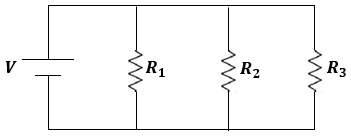 V R₁ R₂ R₃